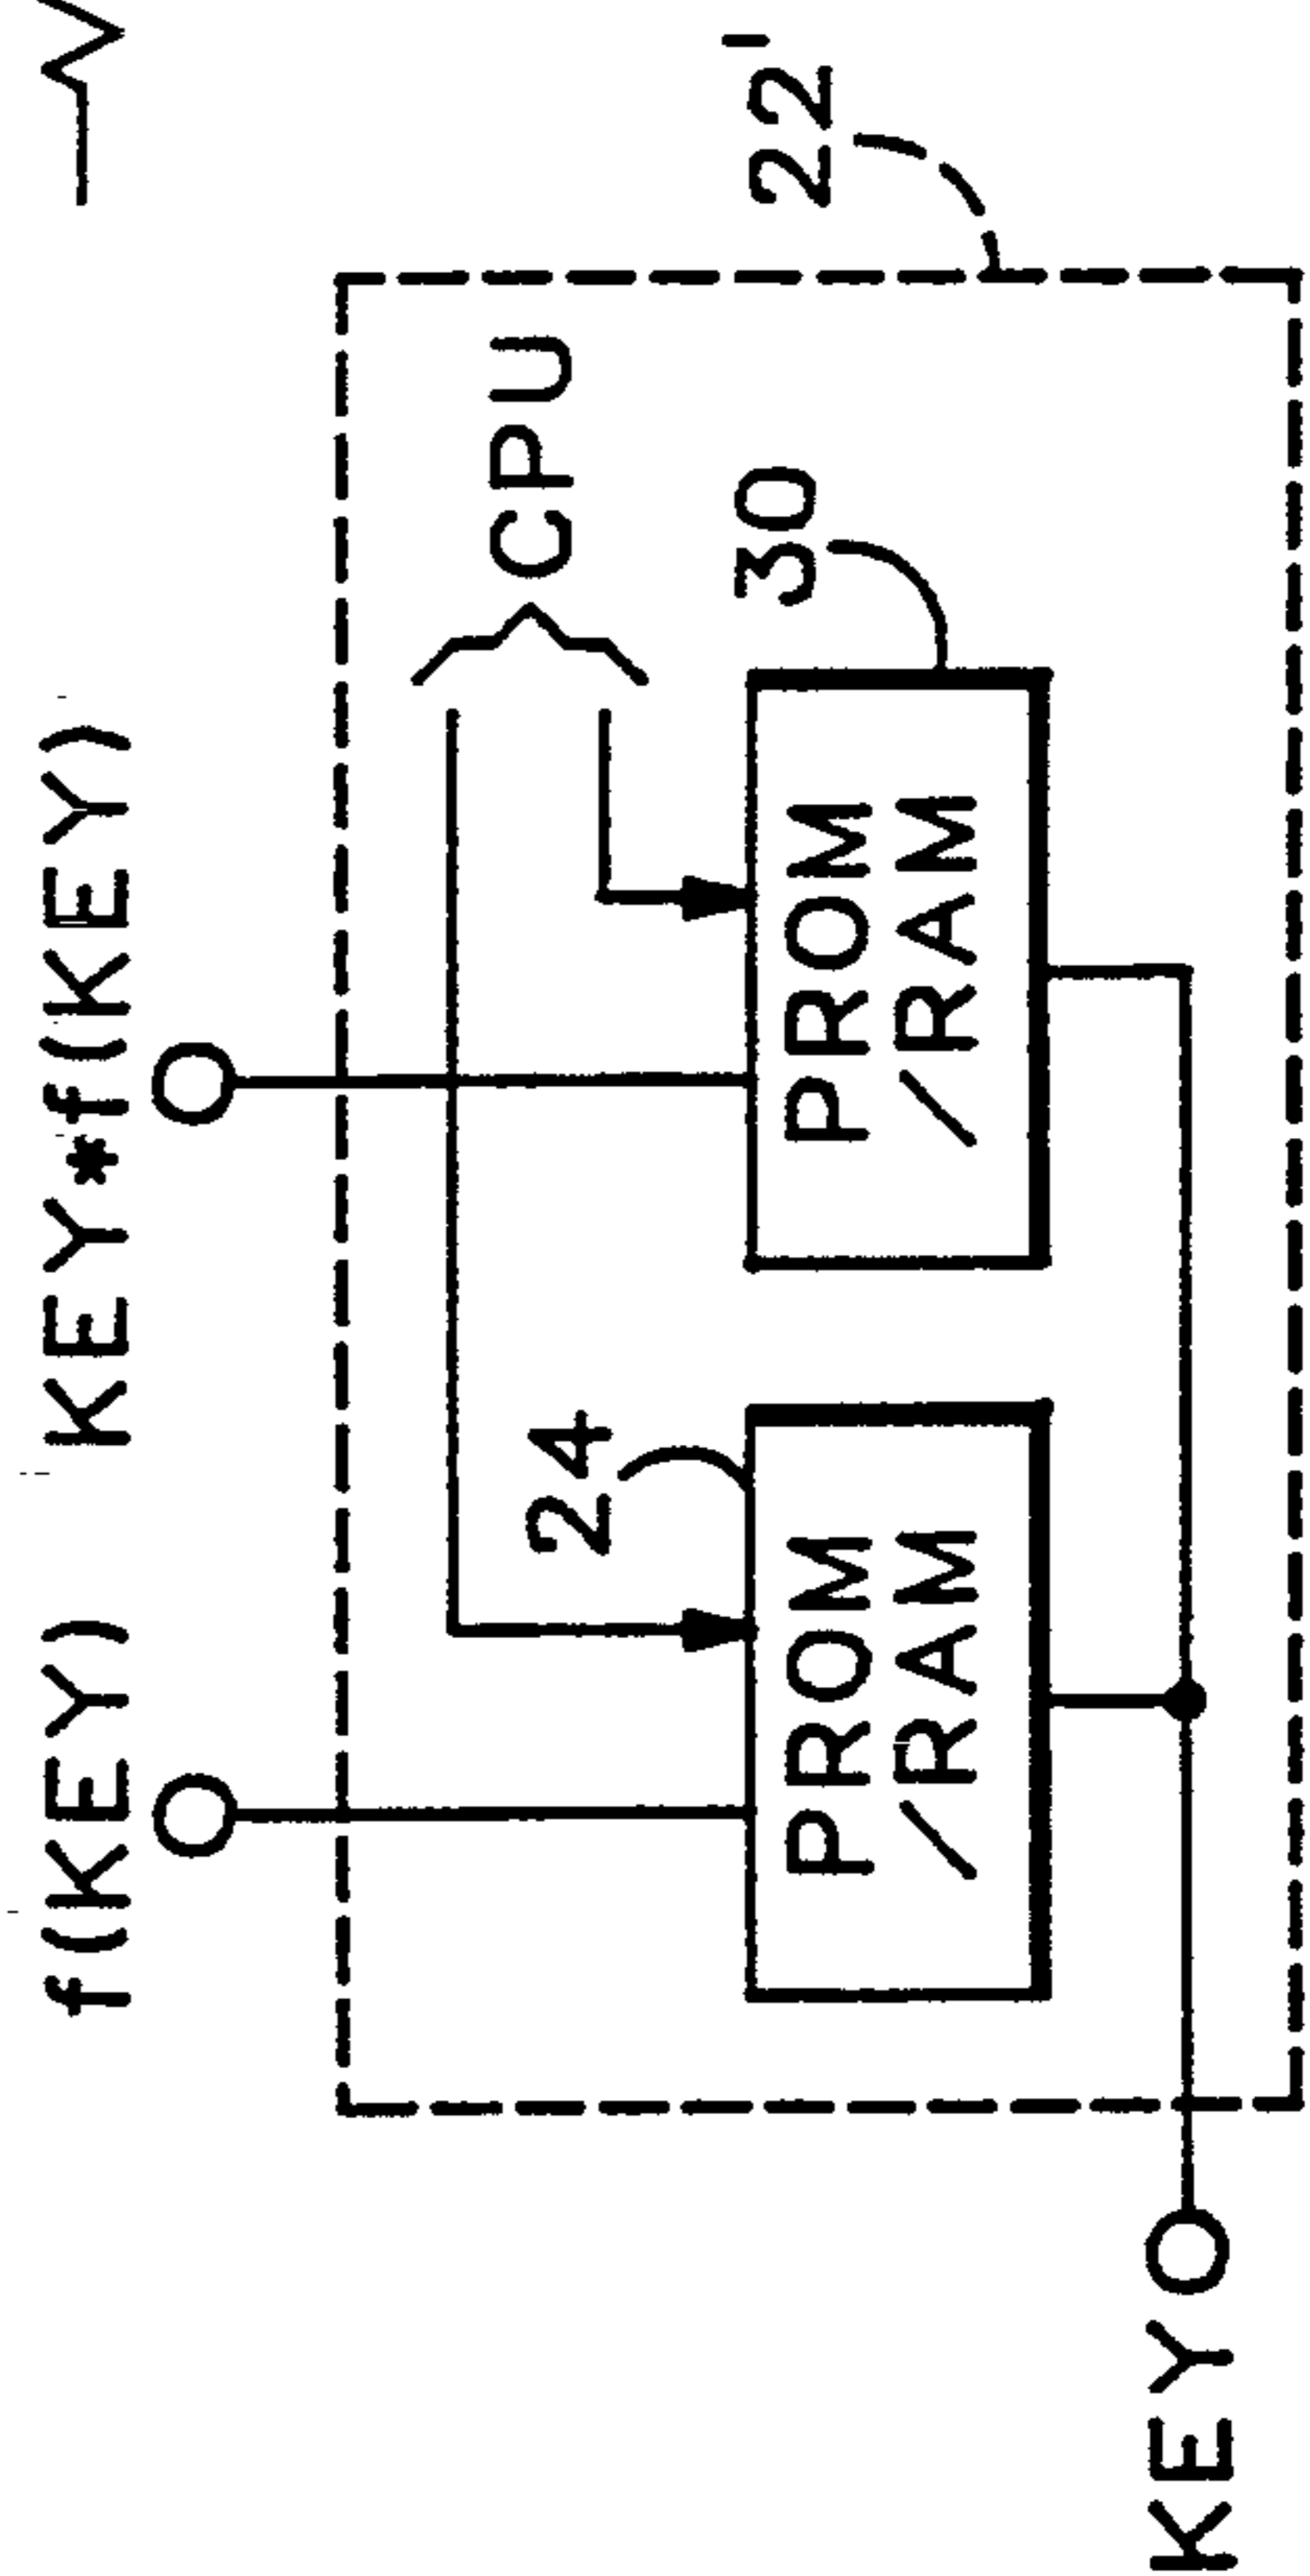 f(KEY)
KEY*f(KEY)
CPU
24
30
22'
PROM
/RAM
PROM
/RAM
KEY